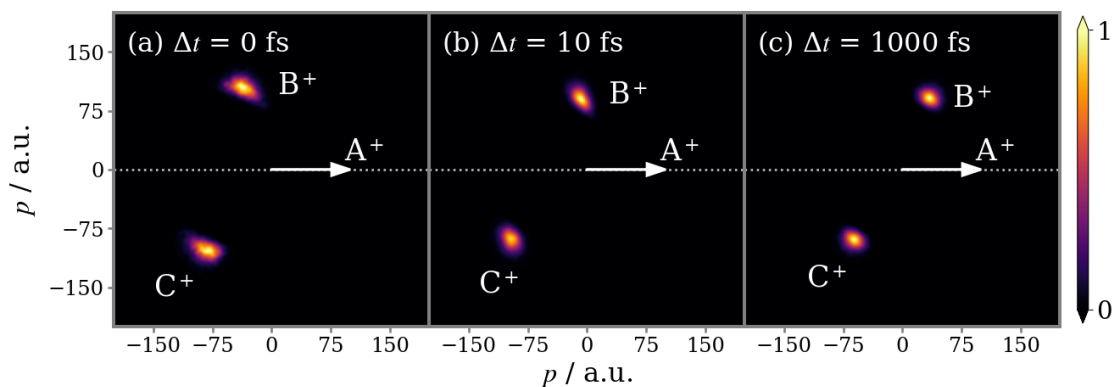 (a) Δt = 0 fs
(b) Δt = 10 fs
(c) Δt = 1000 fs
1
0
p / a.u.
150
75
0
−75
−150
B⁺
A⁺
C⁺
B⁺
A⁺
C⁺
B⁺
A⁺
C⁺
−150 −75 0 75 150
−150 −75 0 75 150
−150 −75 0 75 150
p / a.u.